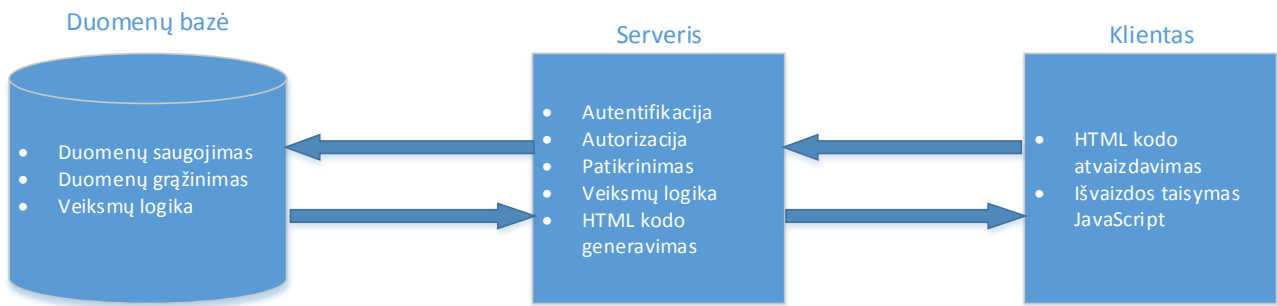 Duomenų bazė
• Duomenų saugojimas
• Duomenų grąžinimas
• Veiksmų logika
Serveris
• Autentifikacija
• Autorizacija
• Patikrinimas
• Veiksmų logika
• HTML kodo
generavimas
Klientas
• HTML kodo
atvaizdavimas
• Išvaizdos taisymas
JavaScript